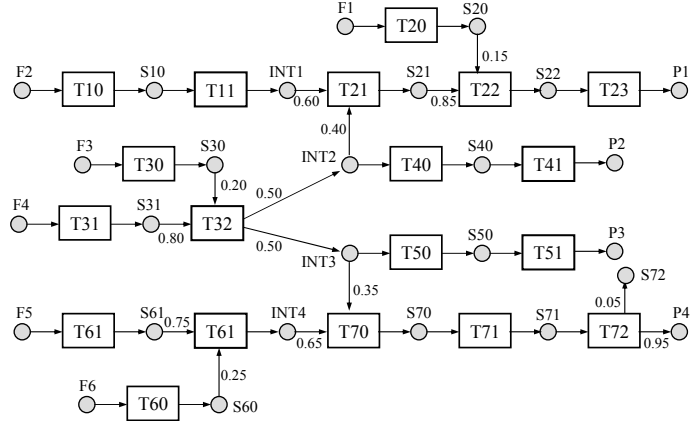 F1
T20
S20
0.15
F2
T10
S10
T11
INT1
0.60
T21
S21
0.85
T22
S22
T23
P1
0.40
F3
T30
S30
0.20
INT2
T40
S40
T41
P2
0.50
F4
T31
S31
0.80
T32
0.50
INT3
T50
S50
T51
P3
S72
0.35
0.05
F5
T61
S61
0.75
T61
INT4
0.65
T70
S70
T71
S71
T72
P4
0.95
0.25
F6
T60
S60